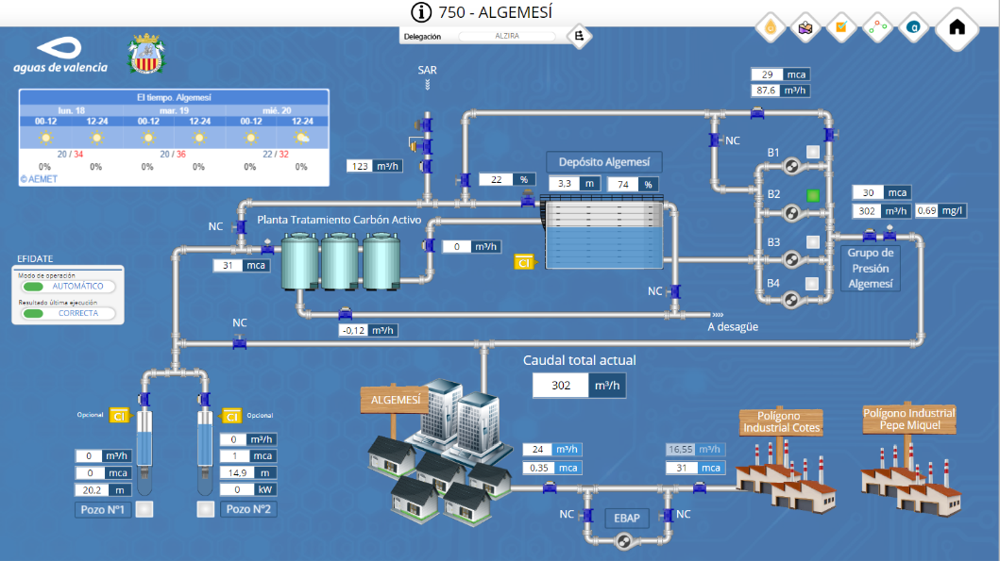 750 - ALGEMESÍ
Delegación ALZIRA
aguas de valencia
SAR
29 mca
87,6 m³/h
El tiempo. Algemesí
lun. 18 mar. 19 mié. 20
00-12 12-24 00-12 12-24 00-12 12-24
20 / 34 20 / 36 22 / 32
0% 0% 0% 0% 0% 0%
© AEMET
NC
B1
123 m³/h
Depósito Algemesí
22 %
3,3 m
74 %
B2
30 mca
302 m³/h
0,69 mg/l
NC
Planta Tratamiento Carbón Activo
0 m³/h
B3
31 mca
CI
Grupo de
Presión
Algemesí
EFIDATE
Modo de operación
AUTOMÁTICO
Resultado última ejecución
CORRECTA
B4
NC
NC
-0,12 m³/h
A desagüe
Caudal total actual
302 m³/h
ALGEMESÍ
Opcional CI
CI Opcional
Polígono
Industrial Cotes
Polígono Industrial
Pepe Miquel
0 m³/h
0 mca
20,2 m
Pozo Nº1
0 m³/h
1 mca
14,9 m
0 kW
Pozo Nº2
24 m³/h
0,35 mca
16,55 m³/h
31 mca
NC
EBAP
NC